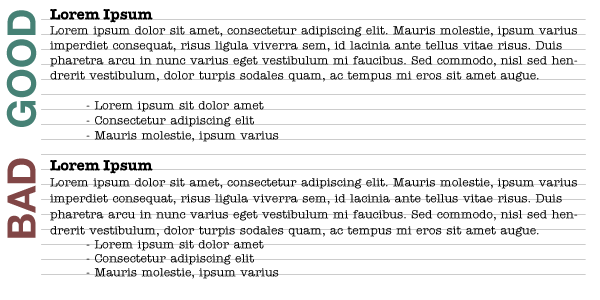 GOOD
Lorem Ipsum
Lorem ipsum dolor sit amet, consectetur adipiscing elit. Mauris molestie, ipsum varius
imperdiet consequat, risus ligula viverra sem, id lacinia ante tellus vitae risus. Duis
pharetra arcu in nunc varius eget vestibulum mi faucibus. Sed commodo, nisl sed hen-
drerit vestibulum, dolor turpis sodales quam, ac tempus mi eros sit amet augue.
- Lorem ipsum sit dolor amet
- Consectetur adipiscing elit
- Mauris molestie, ipsum varius
BAD
Lorem Ipsum
Lorem ipsum dolor sit amet, consectetur adipiscing elit. Mauris molestie, ipsum varius
imperdiet consequat, risus ligula viverra sem, id lacinia ante tellus vitae risus. Duis
pharetra arcu in nunc varius eget vestibulum mi faucibus. Sed commodo, nisl sed hen-
drerit vestibulum, dolor turpis sodales quam, ac tempus mi eros sit amet augue.
- Lorem ipsum sit dolor amet
- Consectetur adipiscing elit
- Mauris molestie, ipsum varius